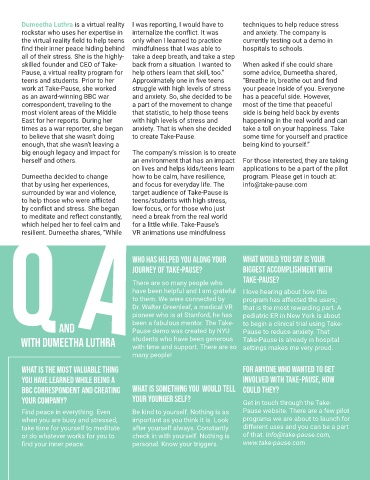 Dumeetha Luthra is a virtual reality
rockstar who uses her expertise in
the virtual reality field to help teens
find their inner peace hiding behind
all of their stress. She is the highly-
skilled founder and CEO of Take-
Pause, a virtual reality program for
teens and students. Prior to her
work at Take-Pause, she worked
as an award-winning BBC war
correspondent, traveling to the
most violent areas of the Middle
East for her reports. During her
times as a war reporter, she began
to believe that she wasn't doing
enough, that she wasn't leaving a
big enough legacy and impact for
herself and others.
Dumeetha decided to change
that by using her experiences,
surrounded by war and violence,
to help those who were afflicted
by conflict and stress. She began
to meditate and reflect constantly,
which helped her to feel calm and
resilient. Dumeetha shares, "While
I was reporting, I would have to
internalize the conflict. It was
only when I learned to practice
mindfulness that I was able to
take a deep breath, and take a step
back from a situation. I wanted to
help others learn that skill, too."
Approximately one in five teens
struggle with high levels of stress
and anxiety. So, she decided to be
a part of the movement to change
that statistic, to help those teens
with high levels of stress and
anxiety. That is when she decided
to create Take-Pause.
The company's mission is to create
an environment that has an impact
on lives and helps kids/teens learn
how to be calm, have resilience,
and focus for everyday life. The
target audience of Take-Pause is
teens/students with high stress,
low focus, or for those who just
need a break from the real world
for a little while. Take-Pause's
VR animations use mindfulness
techniques to help reduce stress
and anxiety. The company is
currently testing out a demo in
hospitals to schools.
When asked if she could share
some advice, Dumeetha shared,
"Breathe in, breathe out and find
your peace inside of you. Everyone
has a peaceful side. However,
most of the time that peaceful
side is being held back by events
happening in the real world and can
take a toll on your happiness. Take
some time for yourself and practice
being kind to yourself."
For those interested, they are taking
applications to be a part of the pilot
program. Please get in touch at:
info@take-pause.com
Q A
AND
WITH DUMEETHA LUTHRA
WHAT IS THE MOST VALUABLE THING
YOU HAVE LEARNED WHILE BEING A
BBC CORRESPONDENT AND CREATING
YOUR COMPANY?
Find peace in everything. Even
when you are busy and stressed,
take time for yourself to meditate
or do whatever works for you to
find your inner peace.
WHO HAS HELPED YOU ALONG YOUR
JOURNEY OF TAKE-PAUSE?
There are so many people who
have been helpful and I am grateful
to them. We were connected by
Dr. Walter Greenleaf, a medical VR
pioneer who is at Stanford, he has
been a fabulous mentor. The Take-
Pause demo was created by NYU
students who have been generous
with time and support. There are so
many people!
WHAT IS SOMETHING YOU WOULD TELL
YOUR YOUNGER SELF?
Be kind to yourself. Nothing is as
important as you think it is. Look
after yourself always. Constantly
check in with yourself. Nothing is
personal. Know your triggers.
WHAT WOULD YOU SAY IS YOUR
BIGGEST ACCOMPLISHMENT WITH
TAKE-PAUSE?
I love hearing about how this
program has affected the users,
that is the most rewarding part. A
pediatric ER in New York is about
to begin a clinical trial using Take-
Pause to reduce anxiety. That
Take-Pause is already in hospital
settings makes me very proud.
FOR ANYONE WHO WANTED TO GET
INVOLVED WITH TAKE-PAUSE, HOW
COULD THEY?
Get in touch through the Take-
Pause website. There are a few pilot
programs we are about to launch for
different uses and you can be a part
of that. info@take-pause.com,
www.take-pause.com